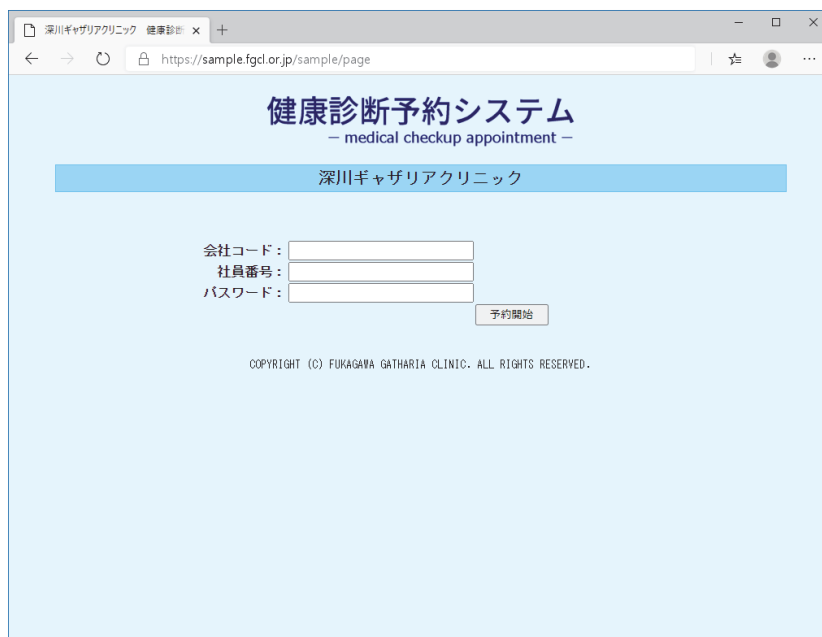 深川ギャザリアクリニック 健康診断
https://sample.fgcl.or.jp/sample/page
健康診断予約システム
― medical checkup appointment ―
深川ギャザリアクリニック
会社コード：
社員番号：
パスワード：
予約開始
COPYRIGHT (C) FUKAGAWA GATHARIA CLINIC. ALL RIGHTS RESERVED.